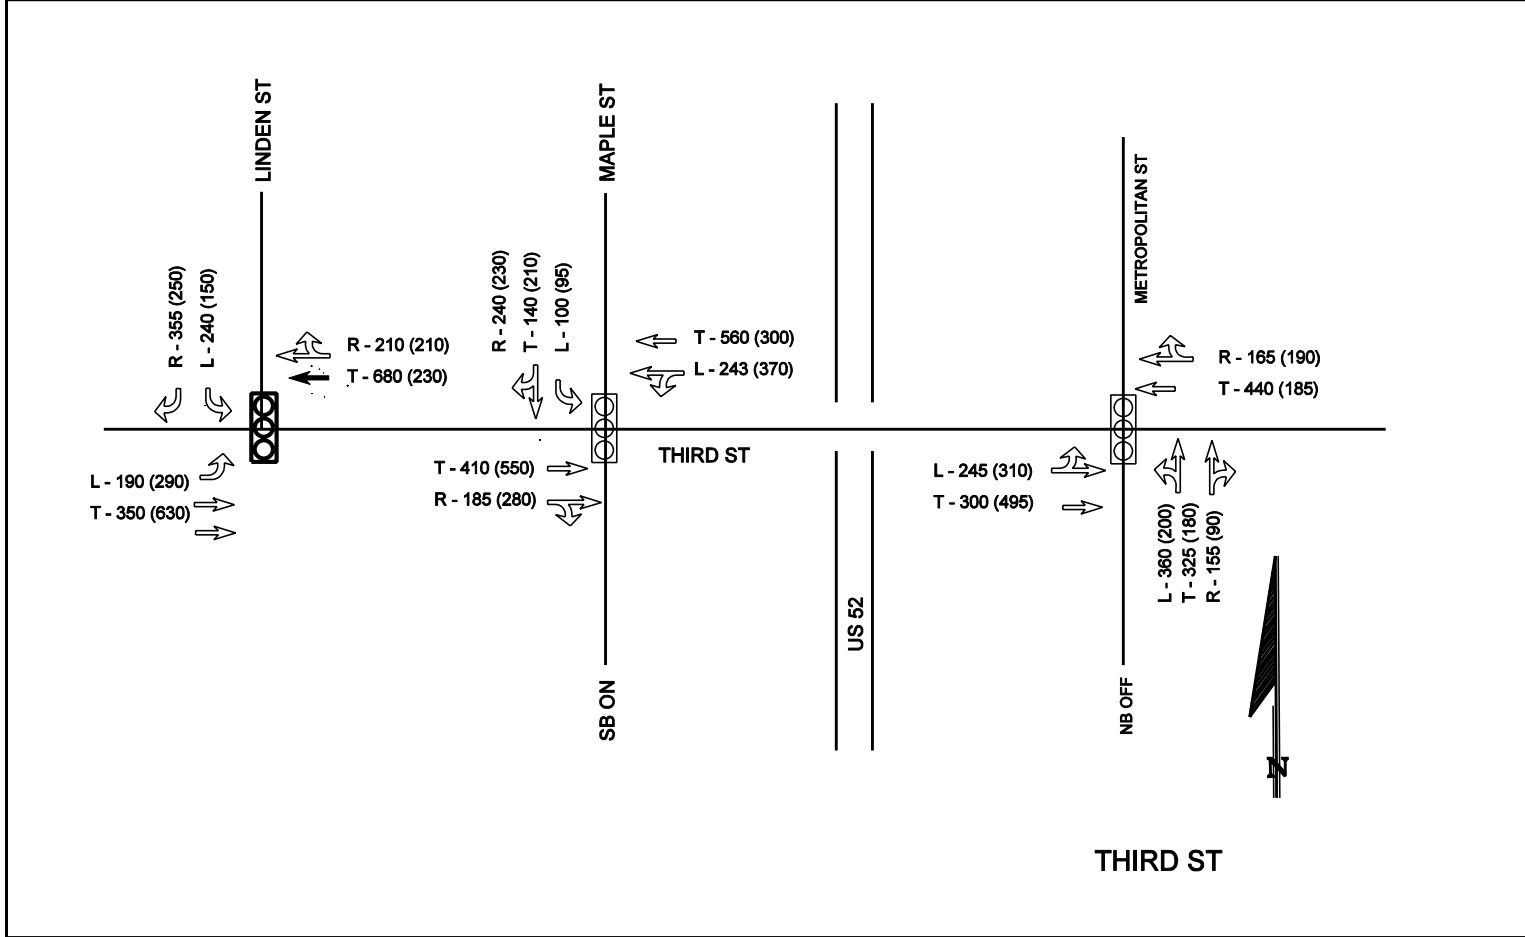 LINDEN ST
MAPLE ST
METROPOLITAN ST
R - 355 (250)
L - 240 (150)
R - 210 (210)
T - 680 (230)
R - 240 (230)
T - 140 (210)
L - 100 (95)
T - 560 (300)
L - 243 (370)
R - 165 (190)
T - 440 (185)
L - 190 (290)
T - 350 (630)
T - 410 (550)
R - 185 (280)
THIRD ST
L - 245 (310)
T - 300 (495)
L - 360 (200)
T - 325 (180)
R - 155 (90)
US 52
SB ON
NB OFF
N
THIRD ST